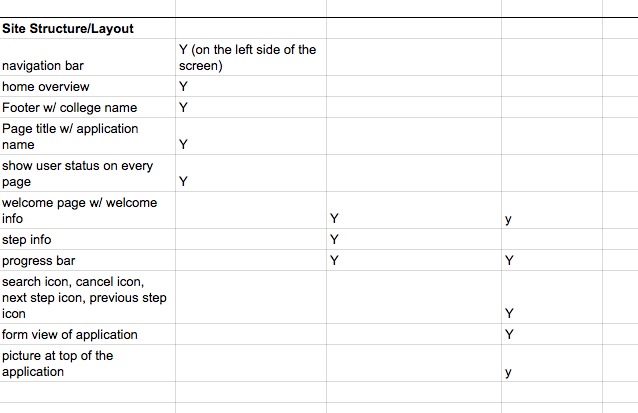 Site Structure/Layout
Y (on the left side of the
navigation bar screen)
home overview Y
Footer w/ college name Y
Page title w/ application
name Y
show user status on every
page Y
welcome page w/ welcome
info Y y
step info Y
progress bar Y Y
search icon, cancel icon,
next step icon, previous step
icon Y
form view of application Y
picture at top of the
application y